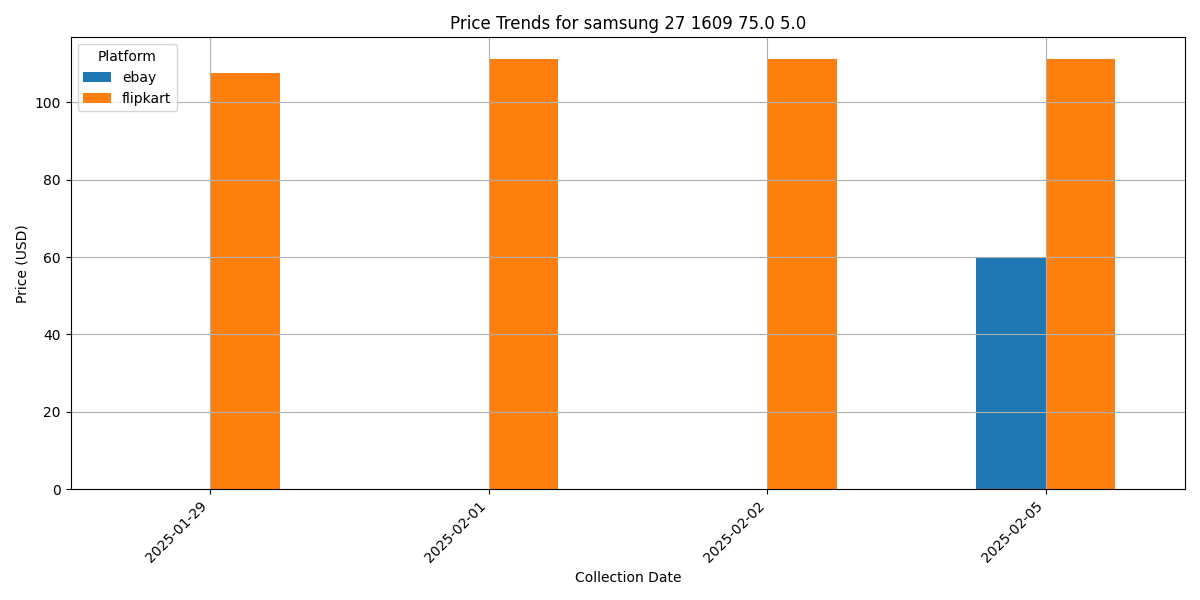 Price Trends for samsung 27 1609 75.0 5.0
Platform
ebay
flipkart
Price (USD)
100
80
60
40
20
0
2025-01-29
2025-02-01
2025-02-02
2025-02-05
Collection Date